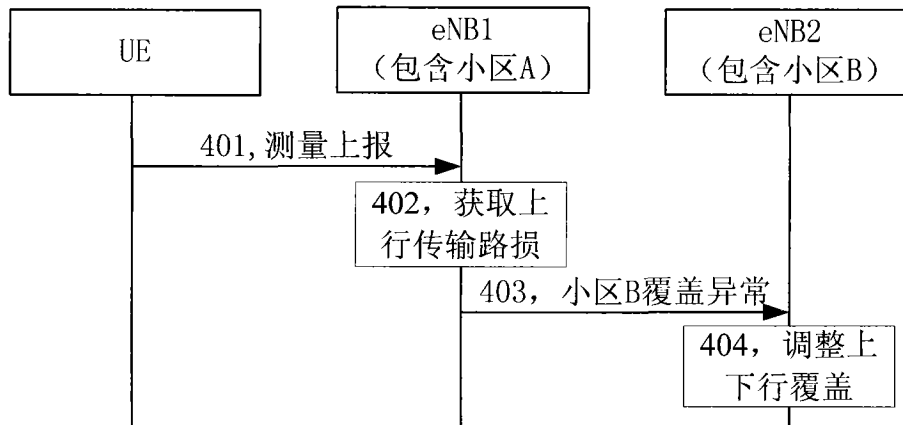 UE
eNB1
（包含小区A）
eNB2
（包含小区B）
401,测量上报
402，获取上
行传输路损
403，小区B覆盖异常
404，调整上
下行覆盖